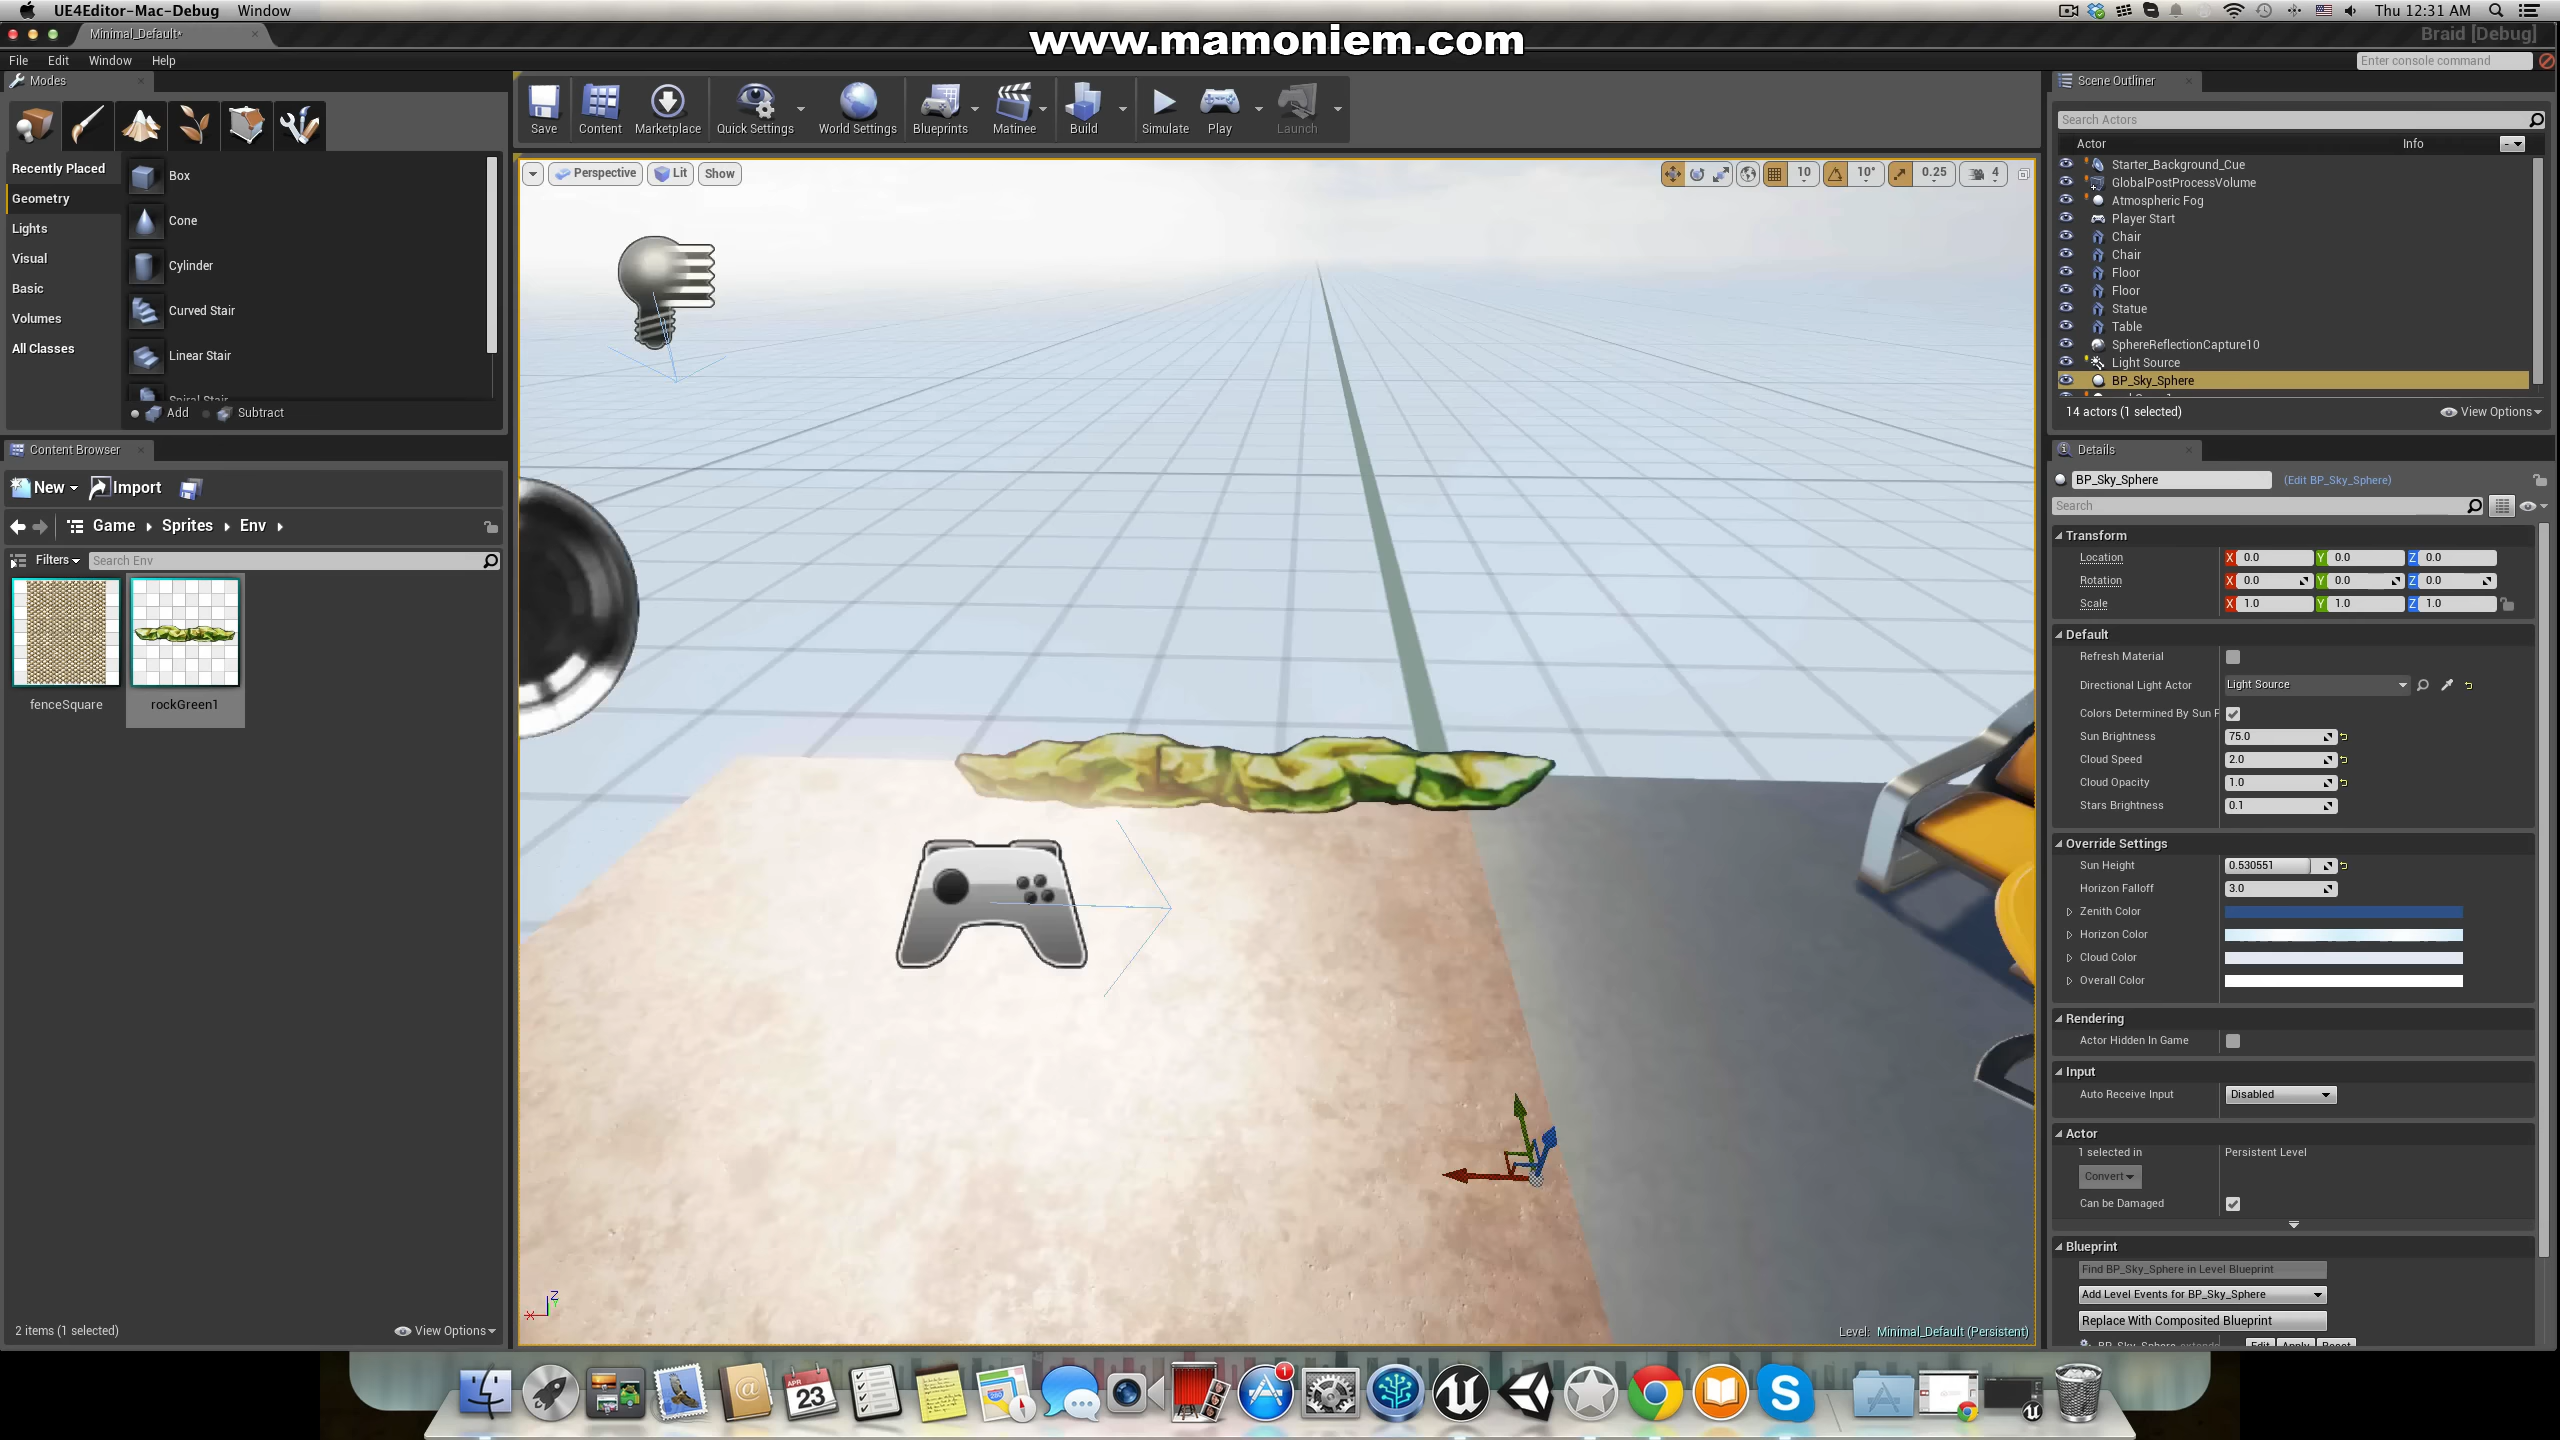 UE4Editor-Mac-Debug Window
Thu 12:31 AM
Minimal_Default*
www.mamoniem.com
Braid [Debug]
File Edit Window Help
Enter console command
Modes
Recently Placed
Geometry
Lights
Visual
Basic
Volumes
All Classes
Box
Cone
Cylinder
Curved Stair
Linear Stair
Spiral Stair
Add Subtract
Save Content Marketplace Quick Settings World Settings Blueprints Matinee Build Simulate Play Launch
Perspective Lit Show
10 10° 0.25 4
Level: Minimal_Default (Persistent)
Content Browser
New Import
Game Sprites Env
Filters Search Env
fenceSquare rockGreen1
2 items (1 selected) View Options
Scene Outliner
Search Actors
Actor Info
Starter_Background_Cue
GlobalPostProcessVolume
Atmospheric Fog
Player Start
Chair
Chair
Floor
Floor
Statue
Table
SphereReflectionCapture10
Light Source
BP_Sky_Sphere
14 actors (1 selected) View Options
Details
BP_Sky_Sphere (Edit BP_Sky_Sphere)
Search
Transform
Location X 0.0 Y 0.0 Z 0.0
Rotation X 0.0 Y 0.0 Z 0.0
Scale X 1.0 Y 1.0 Z 1.0
Default
Refresh Material
Directional Light Actor Light Source
Colors Determined By Sun P
Sun Brightness 75.0
Cloud Speed 2.0
Cloud Opacity 1.0
Stars Brightness 0.1
Override Settings
Sun Height 0.530551
Horizon Falloff 3.0
Zenith Color
Horizon Color
Cloud Color
Overall Color
Rendering
Actor Hidden In Game
Input
Auto Receive Input Disabled
Actor
1 selected in Persistent Level
Convert
Can be Damaged
Blueprint
Find BP_Sky_Sphere in Level Blueprint
Add Level Events for BP_Sky_Sphere
Replace With Composited Blueprint
BP_Sky_Sphere extends Edit Apply Reset
X Y Z
APR
23
1